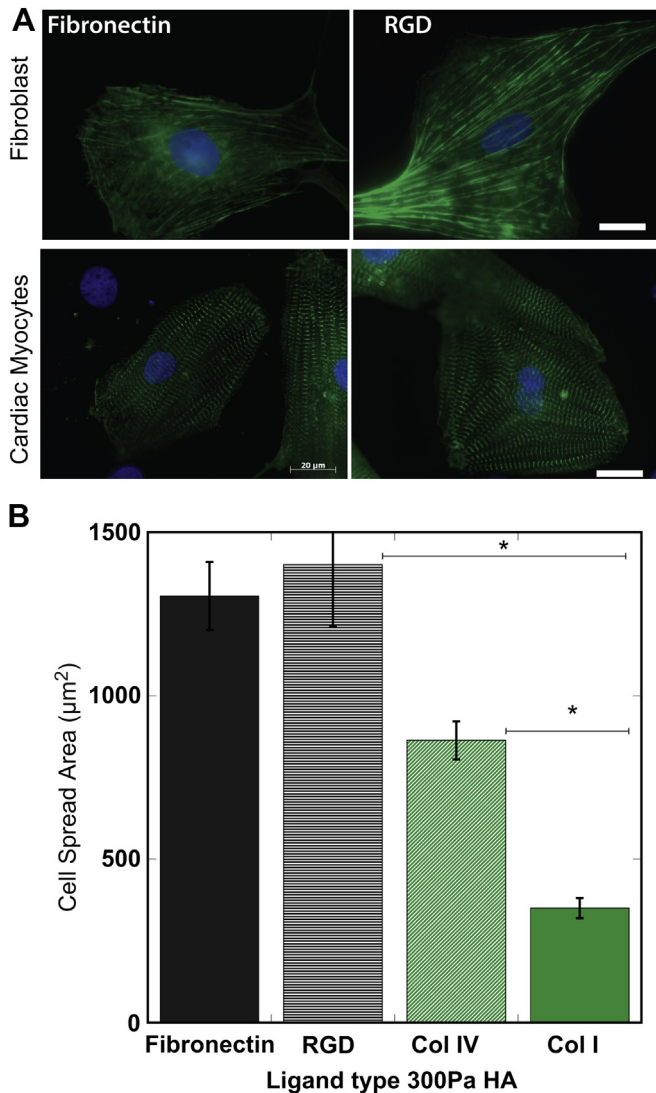 A
Fibronectin
RGD
Fibroblast
Cardiac Myocytes
20 μm
B
1500
1000
500
0
Cell Spread Area (μm²)
*
*
Fibronectin RGD Col IV Col I
Ligand type 300Pa HA